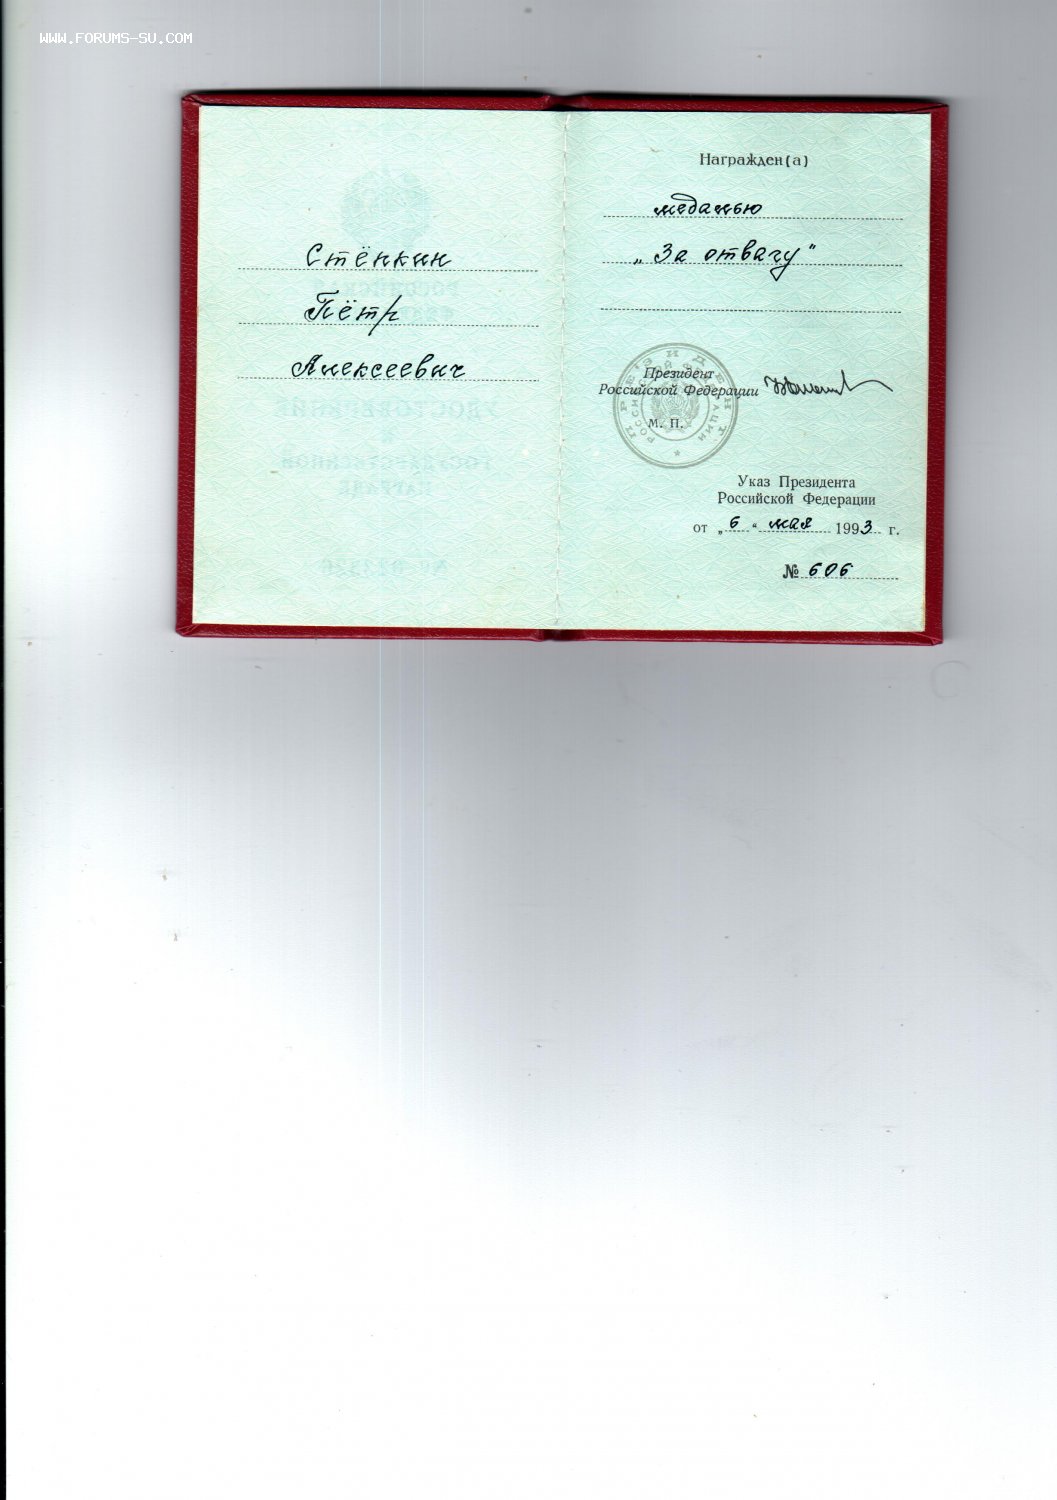 WWW.FORUMS-SU.COM
Стёпкин
Пётр
Алексеевич
Награжден(а)
медалью
„За отвагу"
Президент
Российской Федерации
М. П.
Указ Президента
Российской Федерации
от „6" мая 1993 г.
№ 606